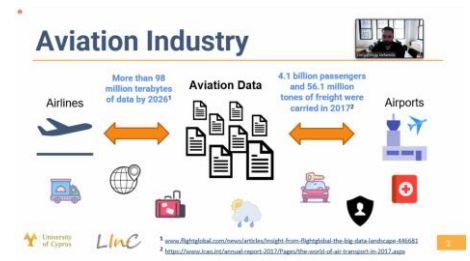 Aviation Industry
More than 98
million terabytes
of data by 2026¹
Aviation Data
4.1 billion passengers
and 56.1 million
tones of freight were
carried in 2017²
Airlines
Airports
University
of Cyprus
LInC
¹ www.flightglobal.com/news/articles/insight-from-flightglobal-the-big-data-landscape-446681
² https://www.icao.int/annual-report-2017/Pages/the-world-of-air-transport-in-2017.aspx